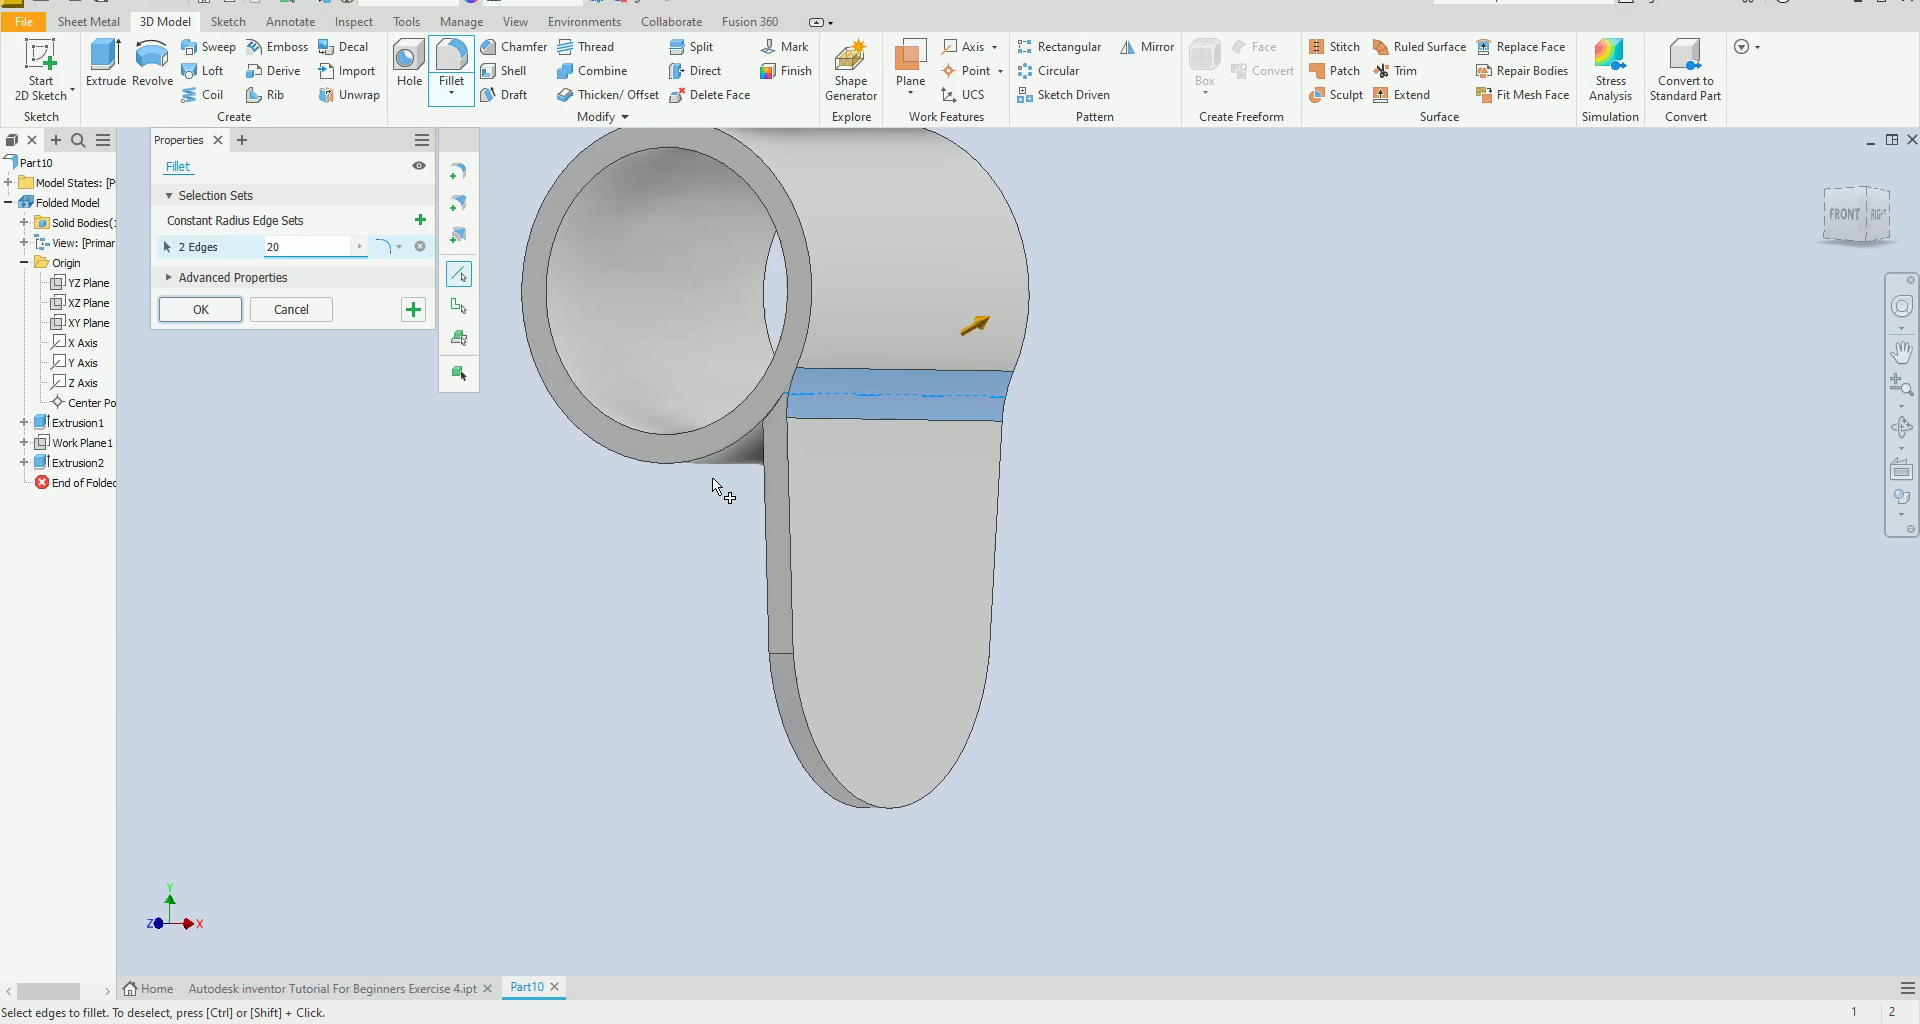 File Sheet Metal 3D Model Sketch Annotate Inspect Tools Manage View Environments Collaborate Fusion 360
Start 2D Sketch
Sketch
Extrude Revolve Sweep Emboss Decal
Loft Derive Import
Coil Rib Unwrap
Create
Hole Fillet Chamfer Thread Split Mark
Shell Combine Direct Finish
Draft Thicken/ Offset Delete Face
Modify
Shape Generator
Explore
Plane Axis
Point
UCS
Work Features
Rectangular Mirror
Circular
Sketch Driven
Pattern
Box Face
Convert
Create Freeform
Stitch Ruled Surface Replace Face
Patch Trim Repair Bodies
Sculpt Extend Fit Mesh Face
Surface
Stress Analysis
Simulation
Convert to Standard Part
Convert
Part10
Model States: [P
Folded Model
Solid Bodies(1
View: [Primar
Origin
YZ Plane
XZ Plane
XY Plane
X Axis
Y Axis
Z Axis
Center Po
Extrusion1
Work Plane1
Extrusion2
End of Folded
Properties
Fillet
Selection Sets
Constant Radius Edge Sets
2 Edges 20
Advanced Properties
OK Cancel
FRONT RIGHT
Y
Z X
Home Autodesk inventor Tutorial For Beginners Exercise 4.ipt Part10
Select edges to fillet. To deselect, press [Ctrl] or [Shift] + Click. 1 2